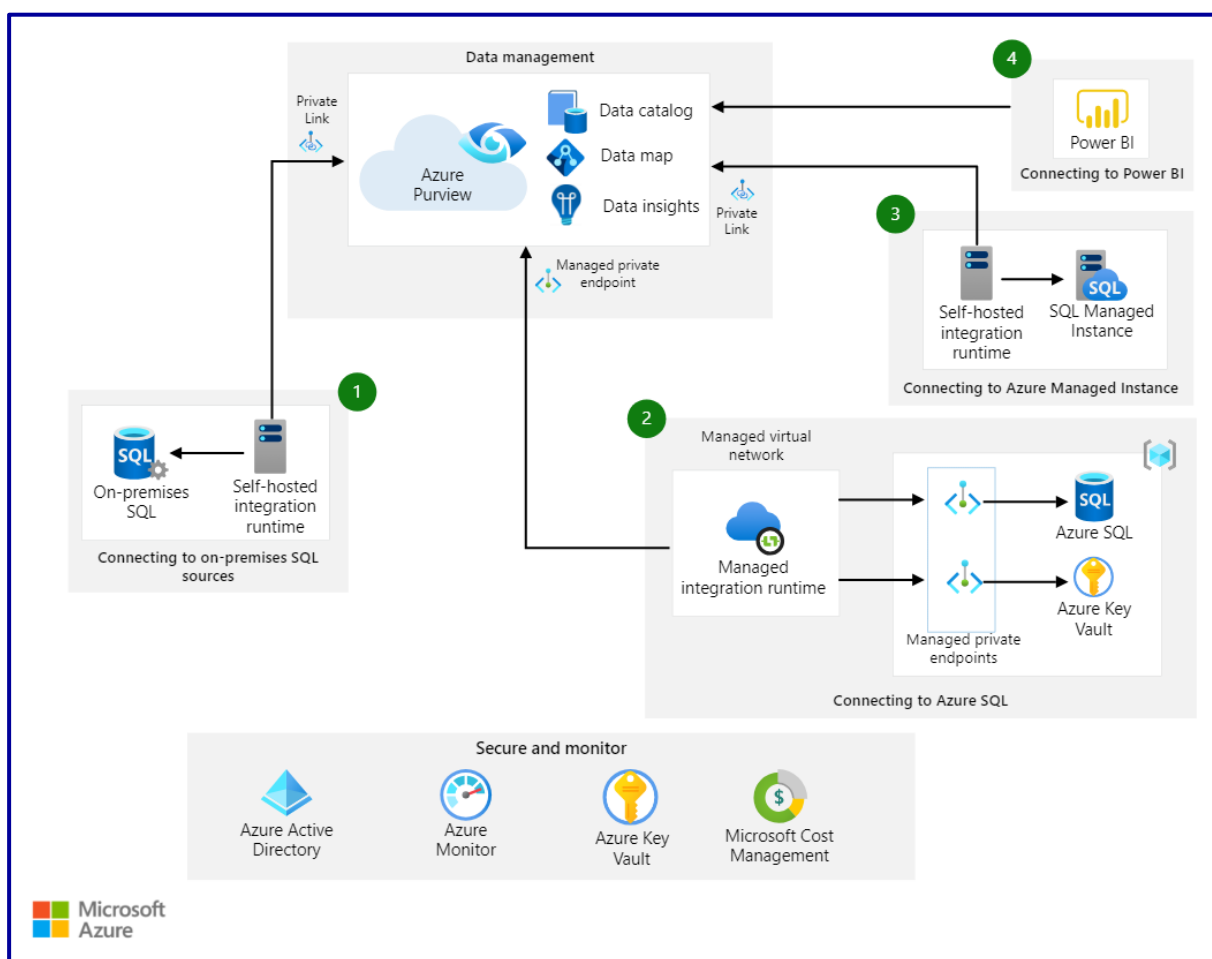 Data management
Private
Link
Azure
Purview
Data catalog
Data map
Data insights
Private
Link
Managed private
endpoint
4
Power BI
Connecting to Power BI
3
Self-hosted
integration
runtime
SQL
SQL Managed
Instance
Connecting to Azure Managed Instance
1
SQL
On-premises
SQL
Self-hosted
integration
runtime
Connecting to on-premises SQL
sources
2
Managed virtual
network
Managed
integration runtime
SQL
Azure SQL
Azure Key
Vault
Managed private
endpoints
Connecting to Azure SQL
Secure and monitor
Azure Active
Directory
Azure
Monitor
Azure Key
Vault
$
Microsoft Cost
Management
Microsoft
Azure